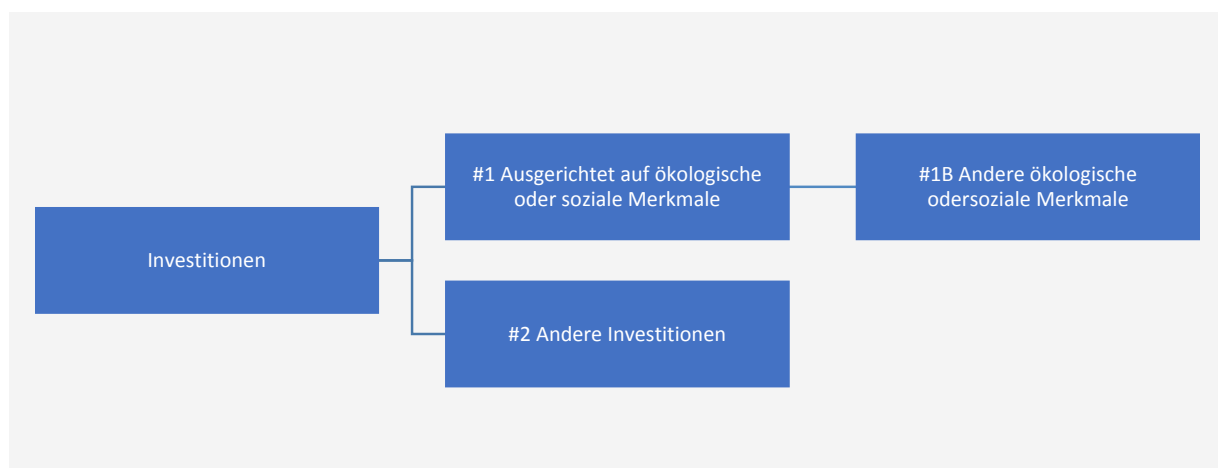 Investitionen
#1 Ausgerichtet auf ökologische
oder soziale Merkmale
#1B Andere ökologische
odersoziale Merkmale
#2 Andere Investitionen